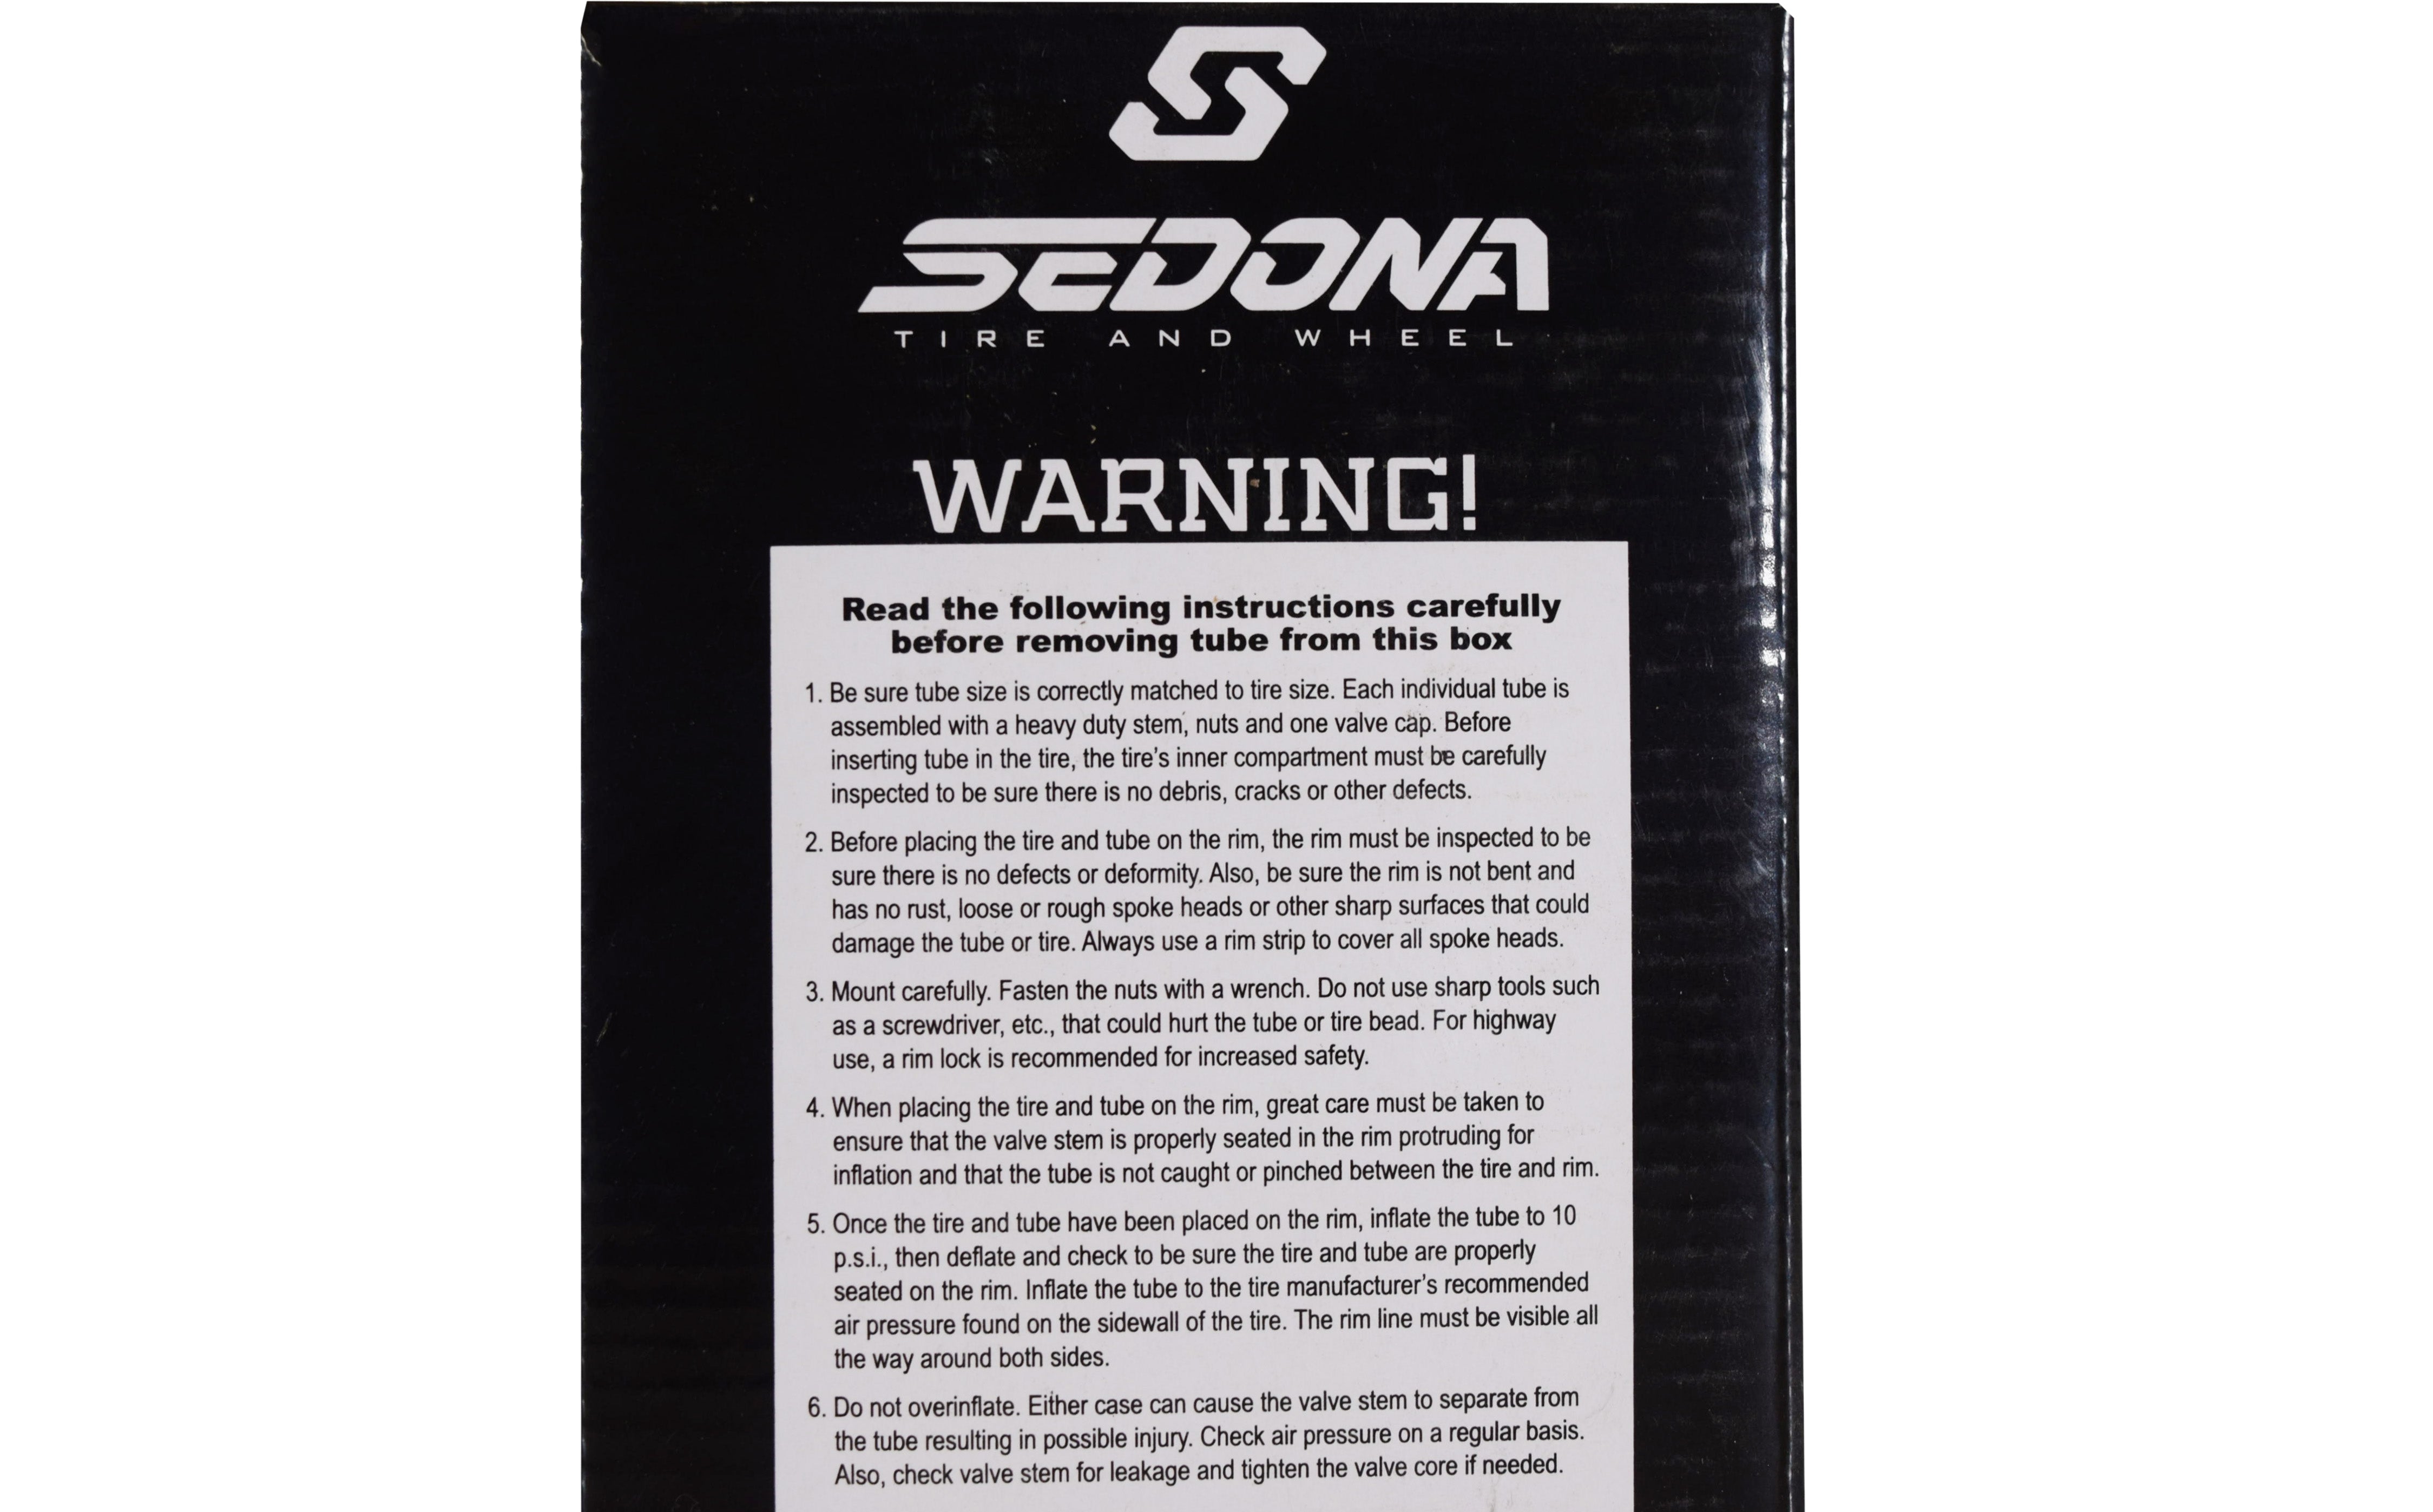 S
SEDONA
TIRE AND WHEEL
WARNING!
Read the following instructions carefully
before removing tube from this box
1. Be sure tube size is correctly matched to tire size. Each individual tube is
assembled with a heavy duty stem, nuts and one valve cap. Before
inserting tube in the tire, the tire's inner compartment must be carefully
inspected to be sure there is no debris, cracks or other defects.
2. Before placing the tire and tube on the rim, the rim must be inspected to be
sure there is no defects or deformity. Also, be sure the rim is not bent and
has no rust, loose or rough spoke heads or other sharp surfaces that could
damage the tube or tire. Always use a rim strip to cover all spoke heads.
3. Mount carefully. Fasten the nuts with a wrench. Do not use sharp tools such
as a screwdriver, etc., that could hurt the tube or tire bead. For highway
use, a rim lock is recommended for increased safety.
4. When placing the tire and tube on the rim, great care must be taken to
ensure that the valve stem is properly seated in the rim protruding for
inflation and that the tube is not caught or pinched between the tire and rim.
5. Once the tire and tube have been placed on the rim, inflate the tube to 10
p.s.i., then deflate and check to be sure the tire and tube are properly
seated on the rim. Inflate the tube to the tire manufacturer's recommended
air pressure found on the sidewall of the tire. The rim line must be visible all
the way around both sides.
6. Do not overinflate. Either case can cause the valve stem to separate from
the tube resulting in possible injury. Check air pressure on a regular basis.
Also, check valve stem for leakage and tighten the valve core if needed.